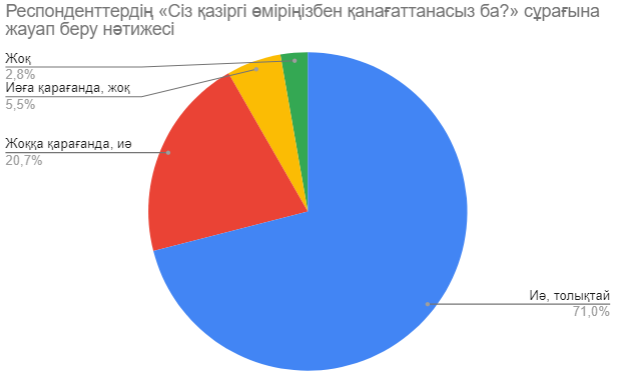 Респонденттердің «Сіз қазіргі өміріңізбен қанағаттанасыз ба?» сұрағына
жауап беру нәтижесі
Жоқ
2,8%
Иәға қарағанда, жоқ
5,5%
Жоққа қарағанда, иә
20,7%
Иә, толықтай
71,0%